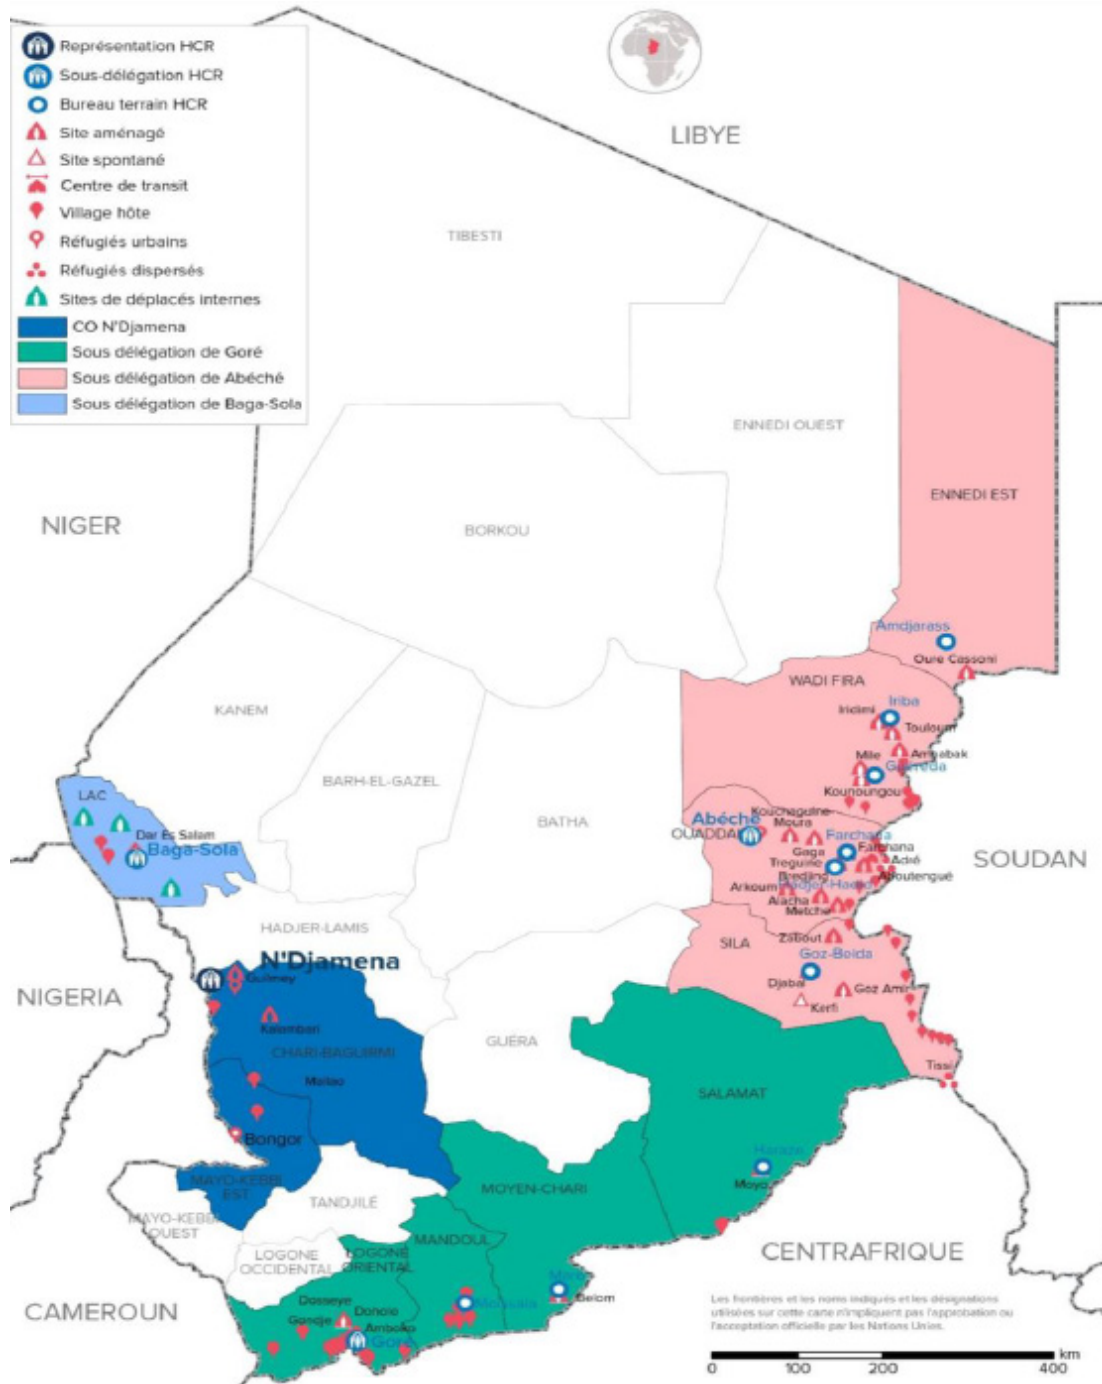 Représentation HCR
Sous-délégation HCR
Bureau terrain HCR
Site aménagé
Site spontané
Centre de transit
Village hôte
Réfugiés urbains
Réfugiés dispersés
Sites de déplacés internes
CO N'Djamena
Sous délégation de Goré
Sous délégation de Abéché
Sous délégation de Baga-Sola
LIBYE
TIBESTI
ENNEDI OUEST
ENNEDI EST
NIGER
BORKOU
Amdjarass
Oure Cassoni
WADI FIRA
KANEM
Iriba
Iridimi
Touloum
BARH-EL-GAZEL
Mile
Amnabak
Guereda
Kounoungou
LAC
Dar Es Salam
Baga-Sola
BATHA
Kouchaguine
Moura
Abéché
OUADDAI
Farchana
Gaga
Farchana
Treguine
Adré
Bredjing
Aboutengué
Hadjer-Hadid
Arkoum
Alacha
Metche
SOUDAN
HADJER-LAMIS
SILA
Zabout
N'Djamena
Guilmey
Goz-Beida
Djabal
Goz Amir
Kerfi
NIGERIA
Kalambari
CHARI-BAGUIRMI
GUÉRA
Mailao
Tissi
SALAMAT
Bongor
Haraze
Moyo
MAYO-KEBBI
EST
MOYEN-CHARI
TANDJILÉ
MAYO-KEBBI
OUEST
MANDOUL
LOGONE
OCCIDENTAL
LOGONE
ORIENTAL
CENTRAFRIQUE
Maro
Belom
Moissala
CAMEROUN
Dosseye
Gondje
Amboko
Goré
Les frontières et les noms indiqués et les désignations
utilisées sur cette carte n'impliquent pas l'approbation ou
l'acceptation officielle par les Nations Unies.
km
0 100 200 400